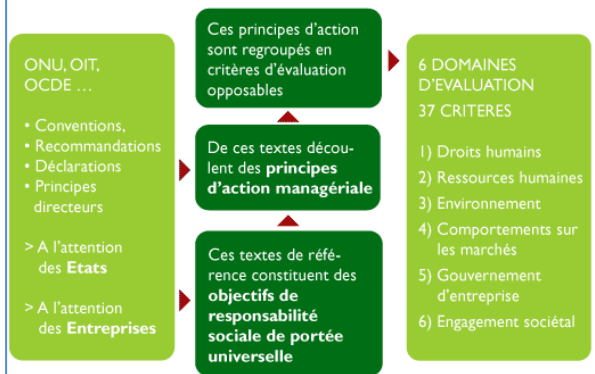 ONU, OIT,
OCDE ...
• Conventions,
• Recommandations
• Déclarations
• Principes
directeurs
> A l'attention
des Etats
> A l'attention
des Entreprises
Ces principes d'action
sont regroupés en
critères d'évaluation
opposables
De ces textes décou-
lent des principes
d'action managériale
Ces textes de réfé-
rence constituent des
objectifs de
responsabilité
sociale de portée
universelle
6 DOMAINES
D'EVALUATION
37 CRITERES
1) Droits humains
2) Ressources humaines
3) Environnement
4) Comportements sur
les marchés
5) Gouvernement
d'entreprise
6) Engagement sociétal